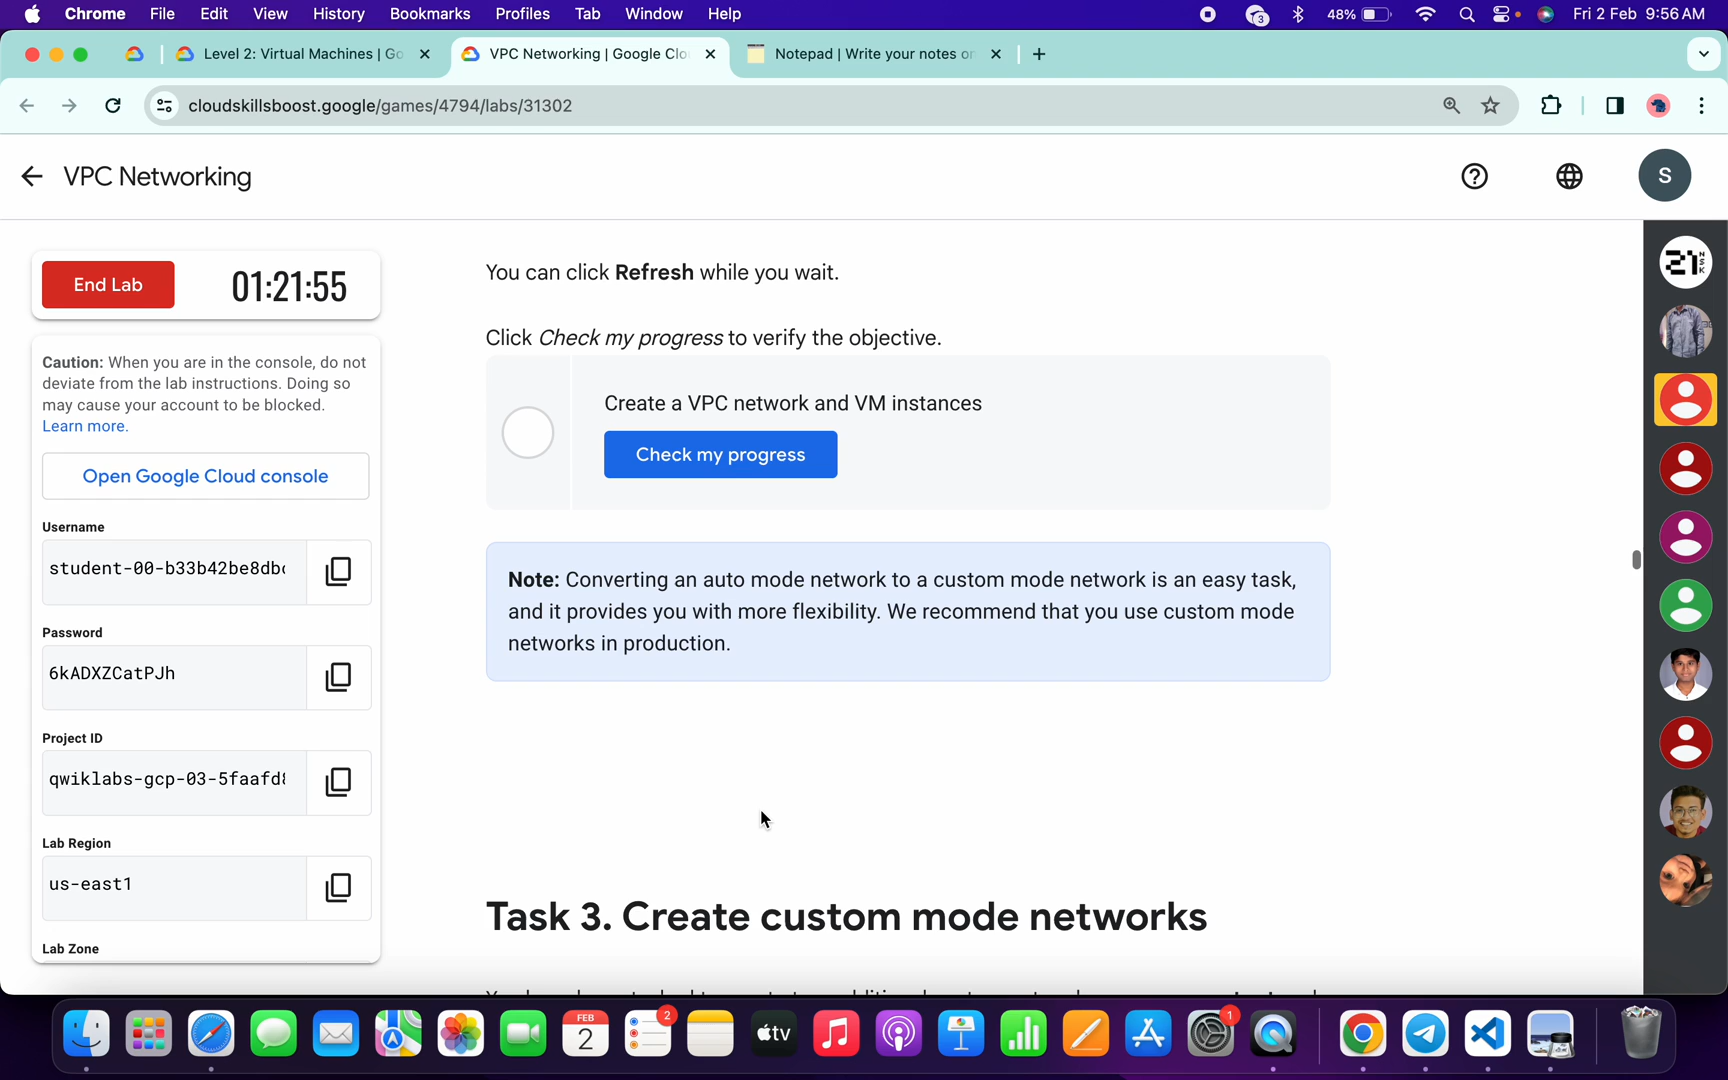 Chrome File Edit View History Bookmarks Profiles Tab Window Help 3 48% Fri 2 Feb 9:56 AM
Level 2: Virtual Machines | Go VPC Networking | Google Clo Notepad | Write your notes on
cloudskillsboost.google/games/4794/labs/31302
VPC Networking
S
End Lab 01:21:55
Caution: When you are in the console, do not
deviate from the lab instructions. Doing so
may cause your account to be blocked.
Learn more.
Open Google Cloud console
Username
student-00-b33b42be8db
Password
6kADXZCatPJh
Project ID
qwiklabs-gcp-03-5faafd
Lab Region
us-east1
Lab Zone
You can click Refresh while you wait.
Click Check my progress to verify the objective.
Create a VPC network and VM instances
Check my progress
Note: Converting an auto mode network to a custom mode network is an easy task,
and it provides you with more flexibility. We recommend that you use custom mode
networks in production.
Task 3. Create custom mode networks
21 NSK
FEB
2
2
tv
1